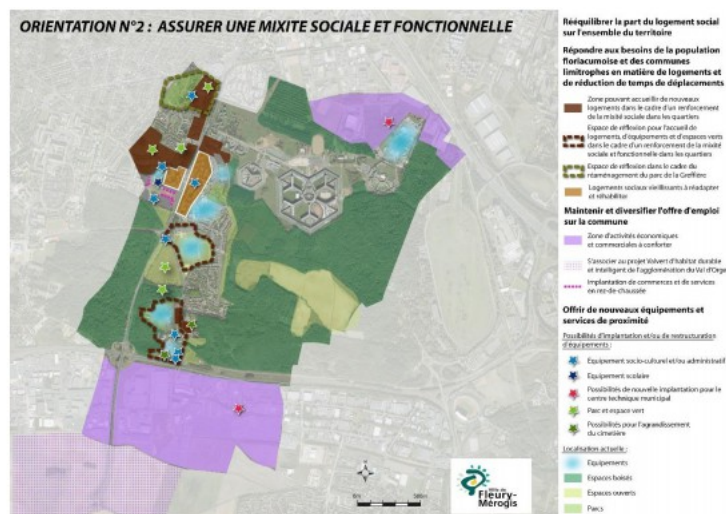 ORIENTATION N°2 : ASSURER UNE MIXITE SOCIALE ET FONCTIONNELLE
Rééquilibrer la part du logement social
sur l'ensemble du territoire
Répondre aux besoins de la population
floriacumoise et des communes
limitrophes en matière de logements et
de réduction de temps de déplacements
Zone pouvant accueillir de nouveaux
logements dans le cadre d'un renforcement
de la mixité sociale dans les quartiers
Espace de réflexion pour l'accueil de
logements, d'équipements et d'espaces verts
dans le cadre d'un renforcement de la mixité
sociale et fonctionnelle dans les quartiers
Espace de réflexion dans le cadre du
réaménagement du parc de la Greffière
Logements sociaux vieillissants à réadapter
et réhabiliter
Maintenir et diversifier l'offre d'emploi
sur la commune
Zone d'activités économiques
et commerciales à conforter
S'associer au projet Valvert d'habitat durable
et intelligent de l'agglomération du Val d'Orge
Implantation de commerces et de services
en rez-de-chaussée
Offrir de nouveaux équipements et
services de proximité
Possibilités d'implantation et/ou de restructuration
d'équipements :
Equipement socio-culturel et/ou administratif
Equipement scolaire
Possibilités de nouvelle implantation pour le
centre technique municipal
Parc et espace vert
Possibilités pour l'agrandissement
du cimetière
Localisation actuelle :
Equipements
Espaces boisés
Espaces ouverts
Parcs
Ville de
Fleury-
Mérogis
0m 500m